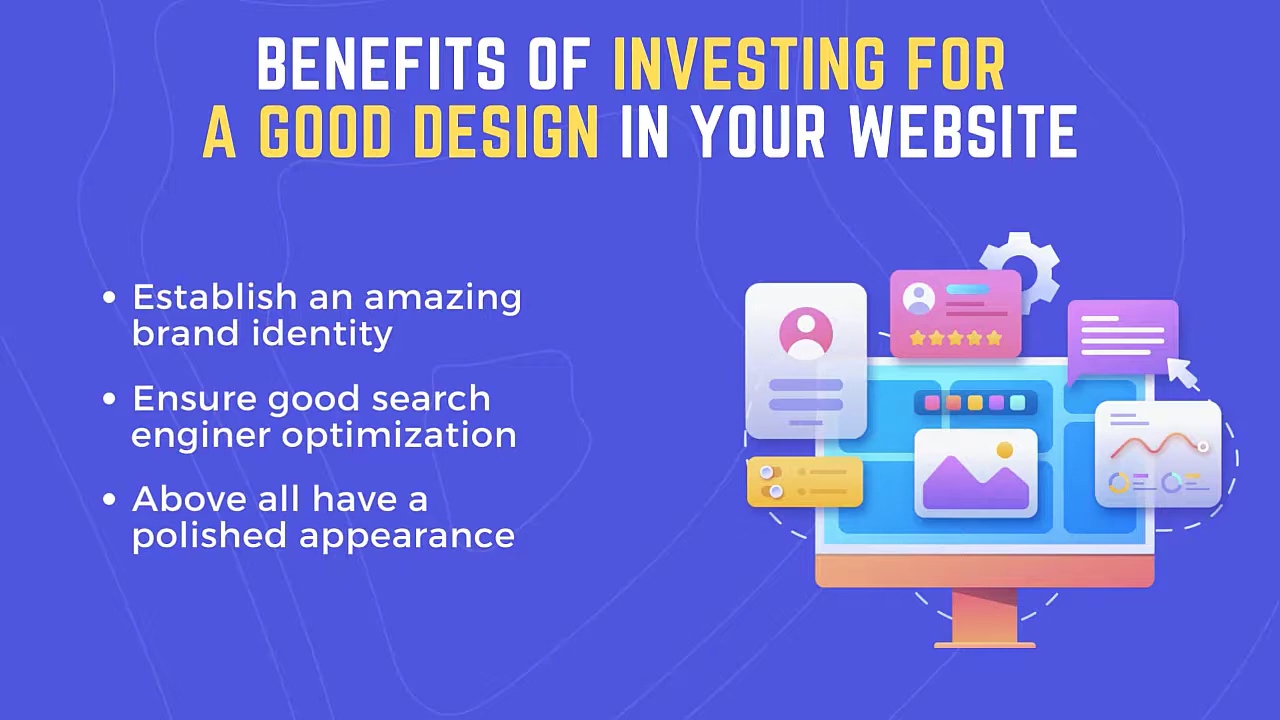 BENEFITS OF INVESTING FOR
A GOOD DESIGN IN YOUR WEBSITE
• Establish an amazing
brand identity
• Ensure good search
enginer optimization
• Above all have a
polished appearance